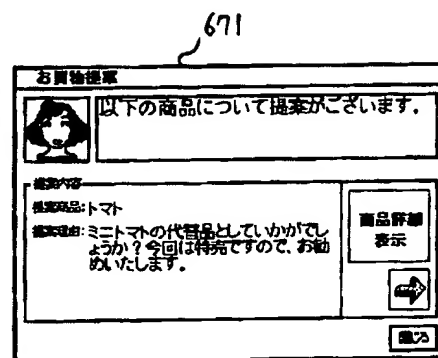 671
お買物提案
以下の商品について提案がございます。
提案内容
提案商品:トマト
提案理由:ミニトマトの代替品としていかがでし
ょうか?今回は特売ですので、お勧
めいたします。
商品詳細
表示
閉じる